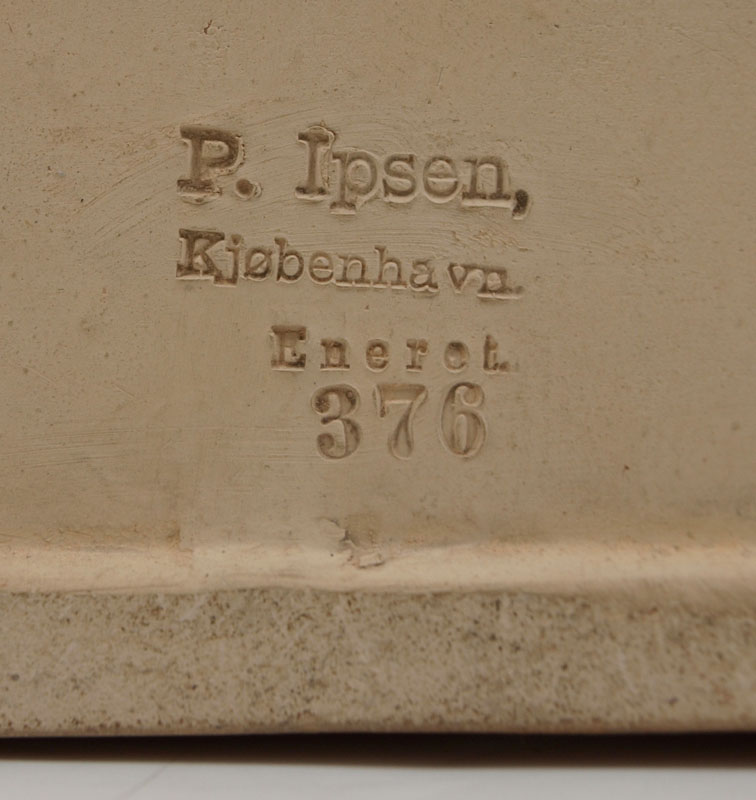 P. Ipsen,
Kjøbenhavn.
Eneret.
376